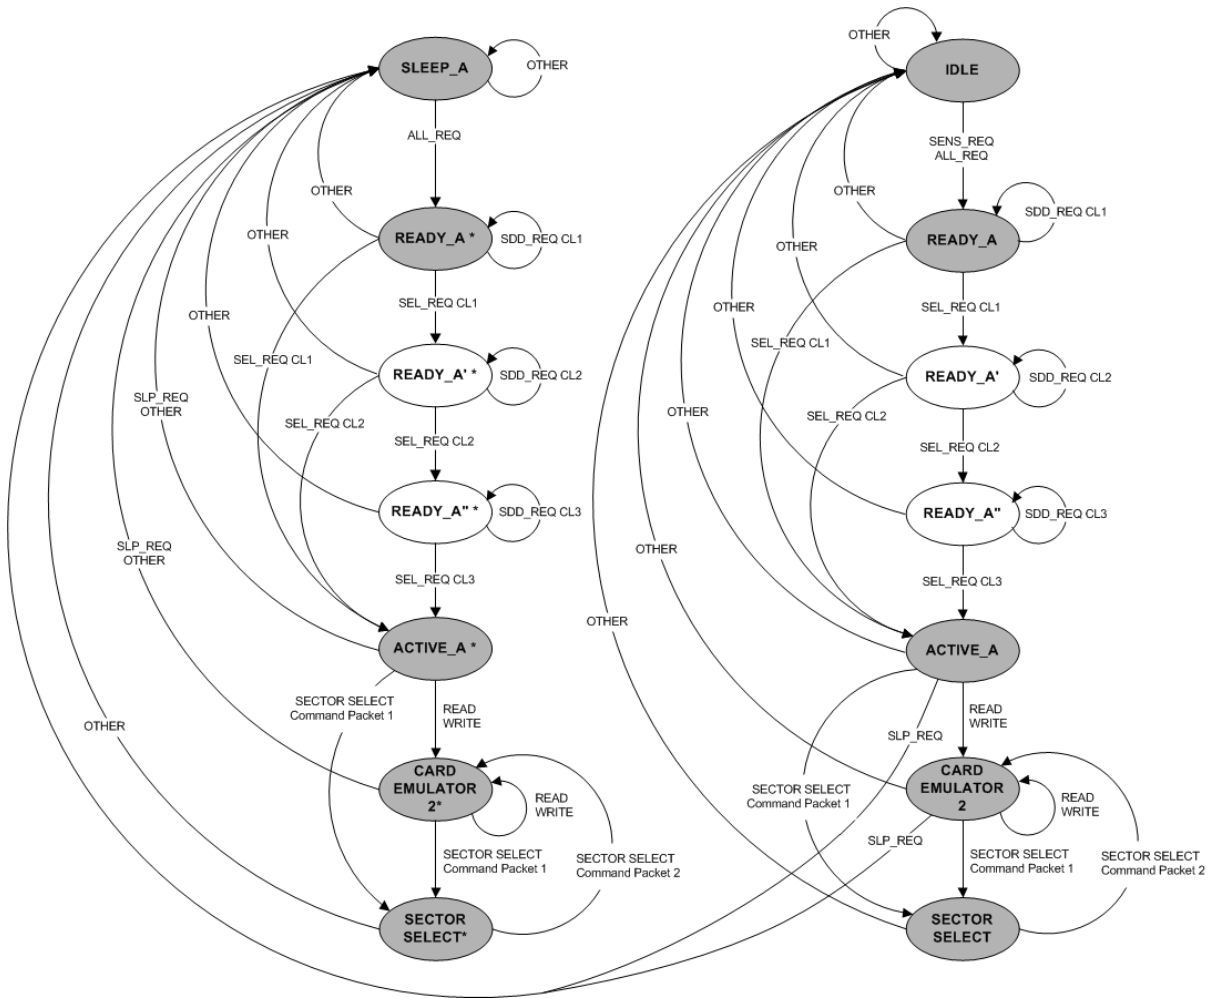 SLEEP_A
OTHER
ALL_REQ
OTHER
READY_A *
SDD_REQ CL1
OTHER
SEL_REQ CL1
OTHER
SEL_REQ CL1
READY_A' *
SDD_REQ CL2
SLP_REQ
OTHER
SEL_REQ CL2
SEL_REQ CL2
READY_A" *
SDD_REQ CL3
SLP_REQ
OTHER
SEL_REQ CL3
ACTIVE_A *
SECTOR SELECT
Command Packet 1
READ
WRITE
OTHER
CARD
EMULATOR
2*
READ
WRITE
SECTOR SELECT
Command Packet 1
SECTOR SELECT
Command Packet 2
SECTOR
SELECT*
OTHER
IDLE
SENS_REQ
ALL_REQ
OTHER
READY_A
SDD_REQ CL1
OTHER
SEL_REQ CL1
OTHER
SEL_REQ CL1
READY_A'
SDD_REQ CL2
OTHER
SEL_REQ CL2
SEL_REQ CL2
READY_A"
SDD_REQ CL3
OTHER
SEL_REQ CL3
OTHER
ACTIVE_A
READ
WRITE
SLP_REQ
SECTOR SELECT
Command Packet 1
CARD
EMULATOR
2
READ
WRITE
SLP_REQ
SECTOR SELECT
Command Packet 1
SECTOR SELECT
Command Packet 2
SECTOR
SELECT